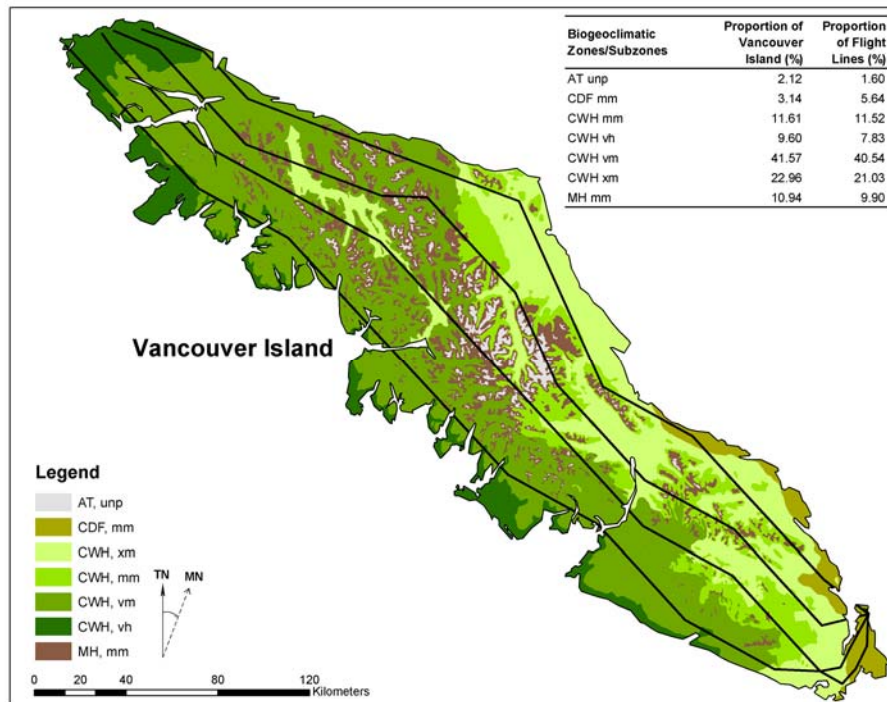 Biogeoclimatic Zones/Subzones Proportion of Vancouver Island (%) Proportion of Flight Lines (%)
AT unp 2.12 1.60
CDF mm 3.14 5.64
CWH mm 11.61 11.52
CWH vh 9.60 7.83
CWH vm 41.57 40.54
CWH xm 22.96 21.03
MH mm 10.94 9.90
Vancouver Island
Legend
AT, unp
CDF, mm
CWH, xm
CWH, mm
CWH, vm
CWH, vh
MH, mm
TN MN
0 20 40 80 120
Kilometers